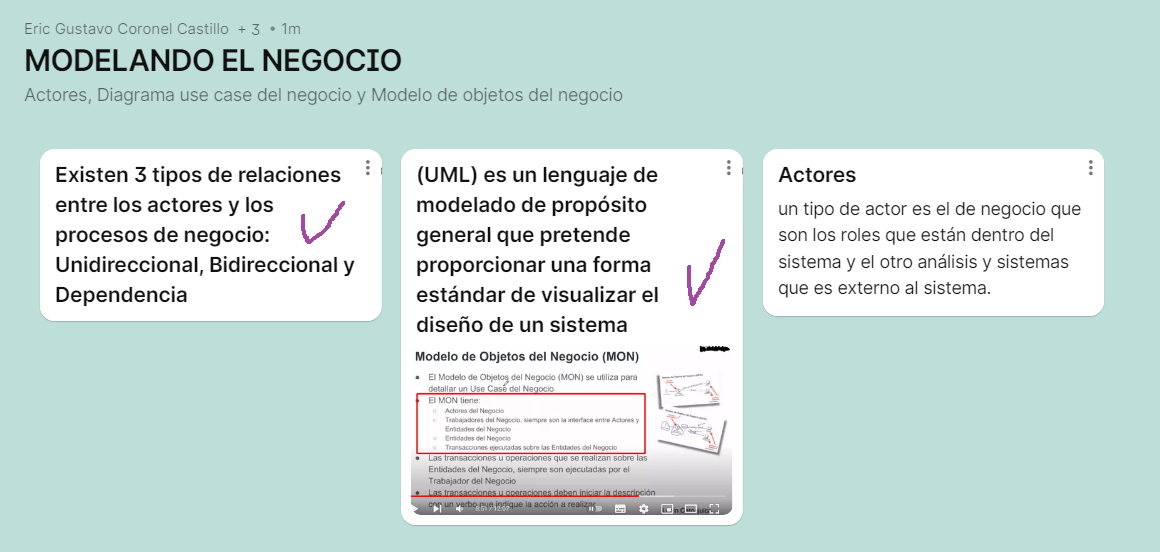 Eric Gustavo Coronel Castillo + 3 • 1m
MODELANDO EL NEGOCIO
Actores, Diagrama use case del negocio y Modelo de objetos del negocio
Existen 3 tipos de relaciones
entre los actores y los
procesos de negocio:
Unidireccional, Bidireccional y
Dependencia
(UML) es un lenguaje de
modelado de propósito
general que pretende
proporcionar una forma
estándar de visualizar el
diseño de un sistema
Modelo de Objetos del Negocio (MON)
El Modelo de Objetos del Negocio (MON) se utiliza para
detallar un Use Case del Negocio
El MON tiene:
Actores del Negocio
Trabajadores del Negocio, siempre son la interface entre Actores y
Entidades del Negocio
Entidades del Negocio
Transacciones ejecutadas sobre las Entidades del Negocio
Las transacciones u operaciones que se realizan sobre las
Entidades del Negocio, siempre son ejecutadas por el
Trabajador del Negocio
Las transacciones u operaciones deben iniciar la descripción
con un verbo que indique la acción a realizar
Actores
un tipo de actor es el de negocio que
son los roles que están dentro del
sistema y el otro análisis y sistemas
que es externo al sistema.